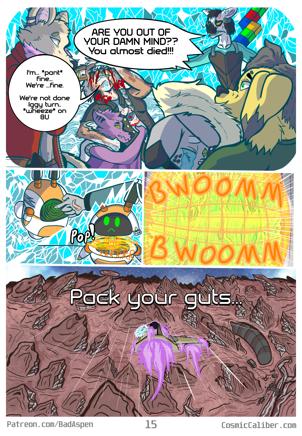 ARE YOU OUT OF
YOUR DAMN MIND??
You almost died!!!
I'm... *pant*
fine...
We're ...fine.
We're not done
Iggy turn..
*wheeze* on
8U
Pop!
BWOOMM
BWOOMM
Pack your guts...
Patreon.com/BadAspen
15
CosmicCaliber.com